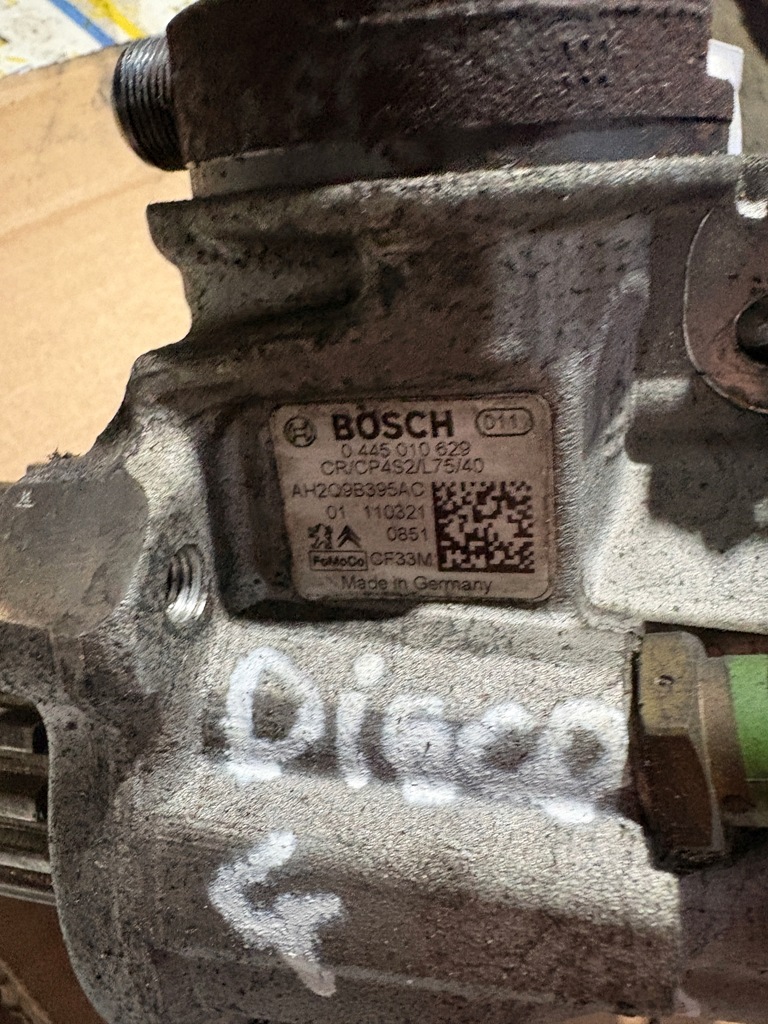 BOSCH D11
0 445 010 629
CR/CP4S2/L75/40
AH2Q9B395AC
01 110321
0851
FoMoCo CF33M
Made in Germany
Disco
4